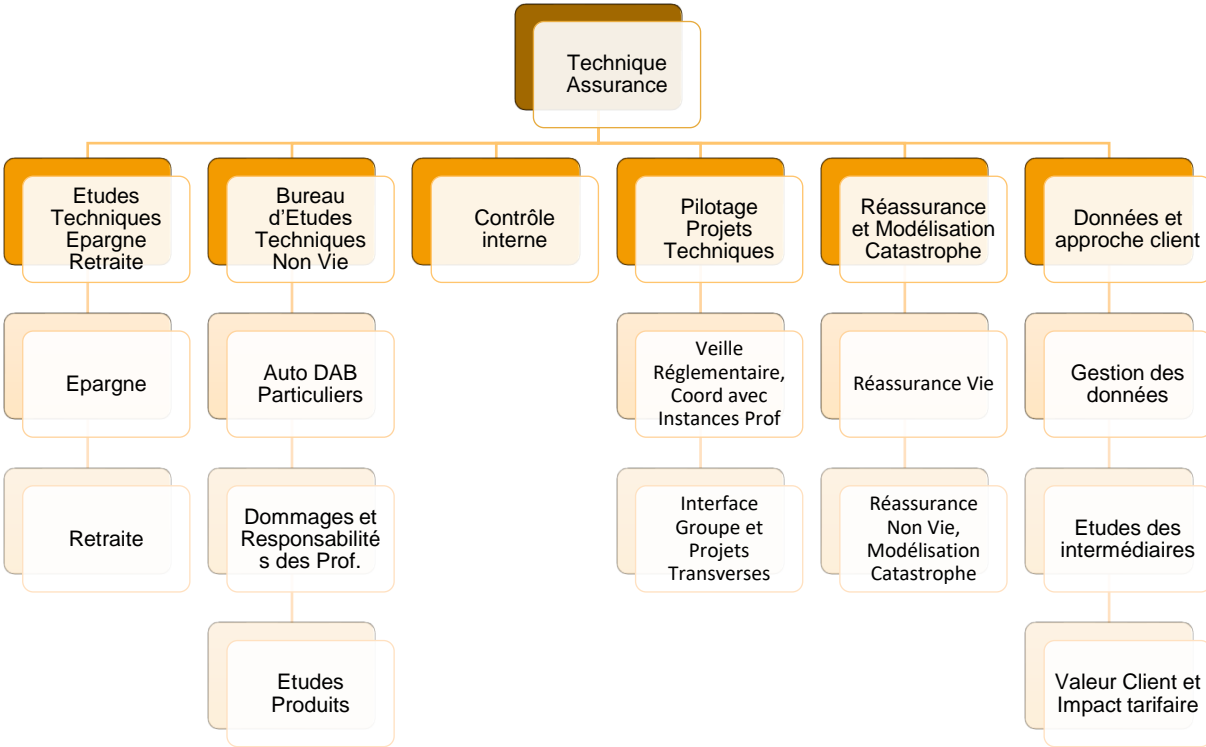 Technique
Assurance
Etudes
Techniques
Epargne
Retraite
Bureau
d’Etudes
Techniques
Non Vie
Contrôle
interne
Pilotage
Projets
Techniques
Réassurance
et Modélisation
Catastrophe
Données et
approche client
Epargne
Auto DAB
Particuliers
Veille
Réglementaire,
Coord avec
Instances Prof
Réassurance Vie
Gestion des
données
Retraite
Dommages et
Responsabilité
s des Prof.
Interface
Groupe et
Projets
Transverses
Réassurance
Non Vie,
Modélisation
Catastrophe
Etudes des
intermédiaires
Etudes
Produits
Valeur Client et
Impact tarifaire